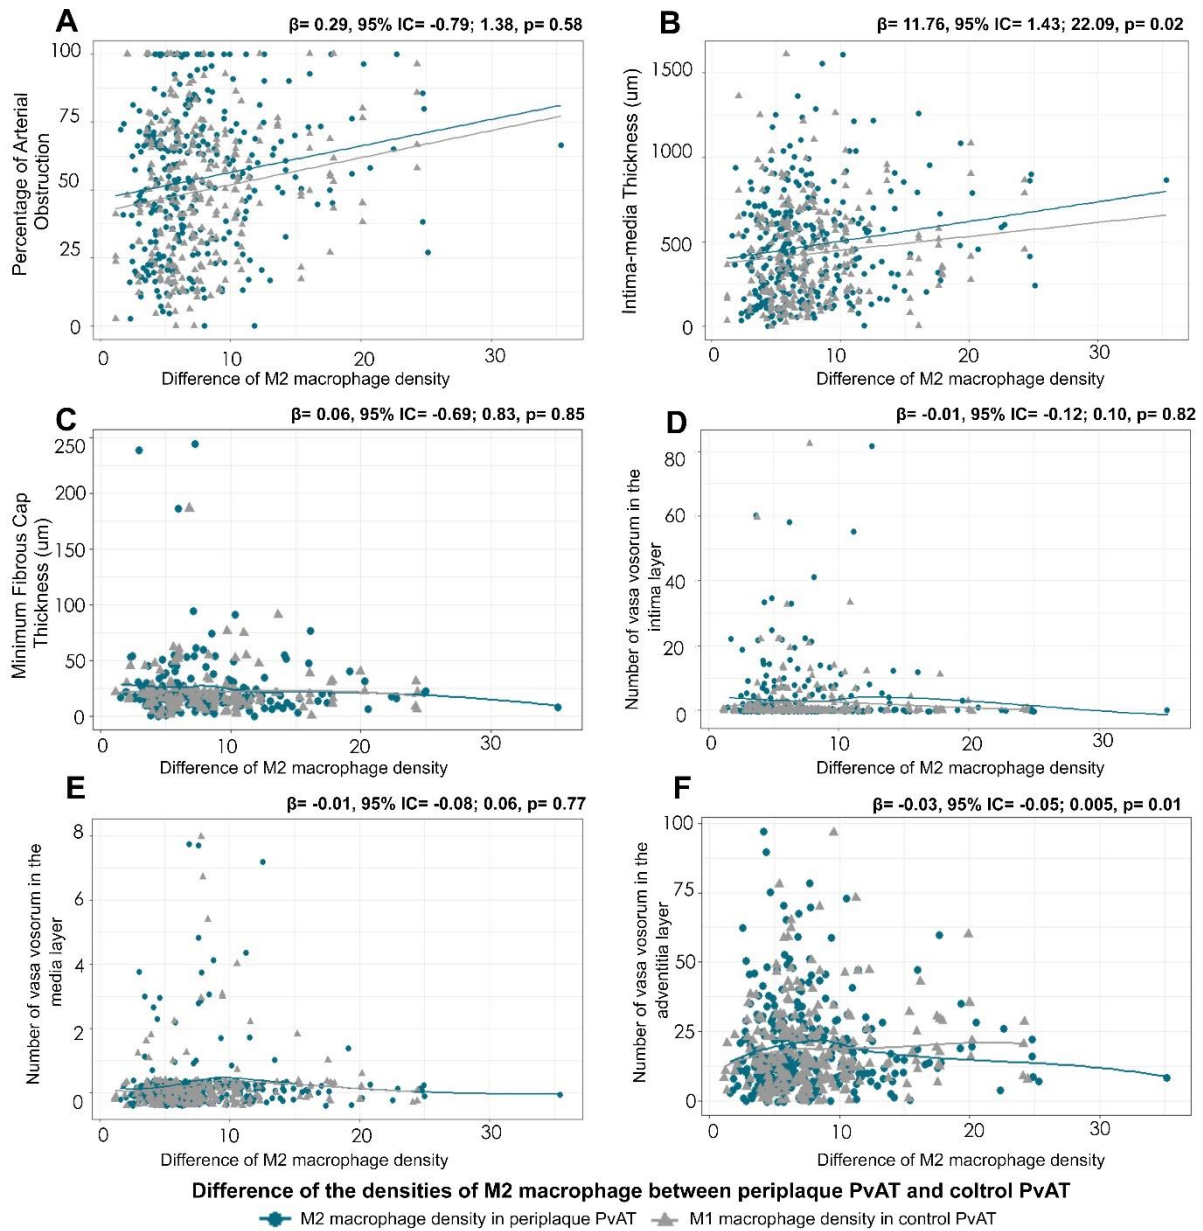 A
β= 0.29, 95% IC= -0.79; 1.38, p= 0.58
Percentage of Arterial
Obstruction
100
75
50
25
0
0 10 20 30
Difference of M2 macrophage density
B
β= 11.76, 95% IC= 1.43; 22.09, p= 0.02
Intima-media Thickness (um)
1500
1000
500
0
0 10 20 30
Difference of M2 macrophage density
C
β= 0.06, 95% IC= -0.69; 0.83, p= 0.85
Minimum Fibrous Cap
Thickness (um)
250
200
150
100
50
0
0 10 20 30
Difference of M2 macrophage density
D
β= -0.01, 95% IC= -0.12; 0.10, p= 0.82
Number of vasa vosorum in the
intima layer
80
60
40
20
0
0 10 20 30
Difference of M2 macrophage density
E
β= -0.01, 95% IC= -0.08; 0.06, p= 0.77
Number of vasa vosorum in the
media layer
8
6
4
2
0
0 10 20 30
Difference of M2 macrophage density
F
β= -0.03, 95% IC= -0.05; 0.005, p= 0.01
Number of vasa vosorum in the
adventitia layer
100
75
50
25
0
0 10 20 30
Difference of M2 macrophage density
Difference of the densities of M2 macrophage between periplaque PvAT and coltrol PvAT
M2 macrophage density in periplaque PvAT M1 macrophage density in control PvAT